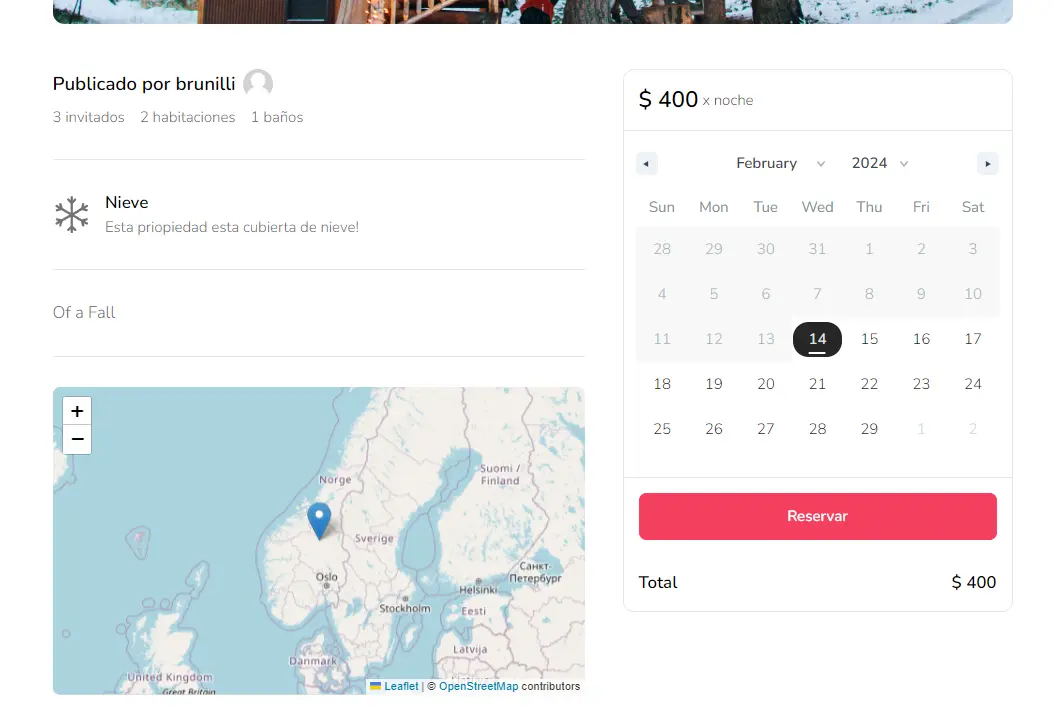 Publicado por brunilli
3 invitados 2 habitaciones 1 baños
Nieve
Esta priopiedad esta cubierta de nieve!
Of a Fall
+
−
Norge
Suomi /
Finland
Sverige
Oslo
Санкт-
Петербург
Helsinki
Stockholm
Eesti
Latvija
Danmark
United Kingdom
Great Britain
Leaflet | © OpenStreetMap contributors
$ 400 x noche
February 2024
Sun Mon Tue Wed Thu Fri Sat
28 29 30 31 1 2 3
4 5 6 7 8 9 10
11 12 13 14 15 16 17
18 19 20 21 22 23 24
25 26 27 28 29 1 2
Reservar
Total $ 400